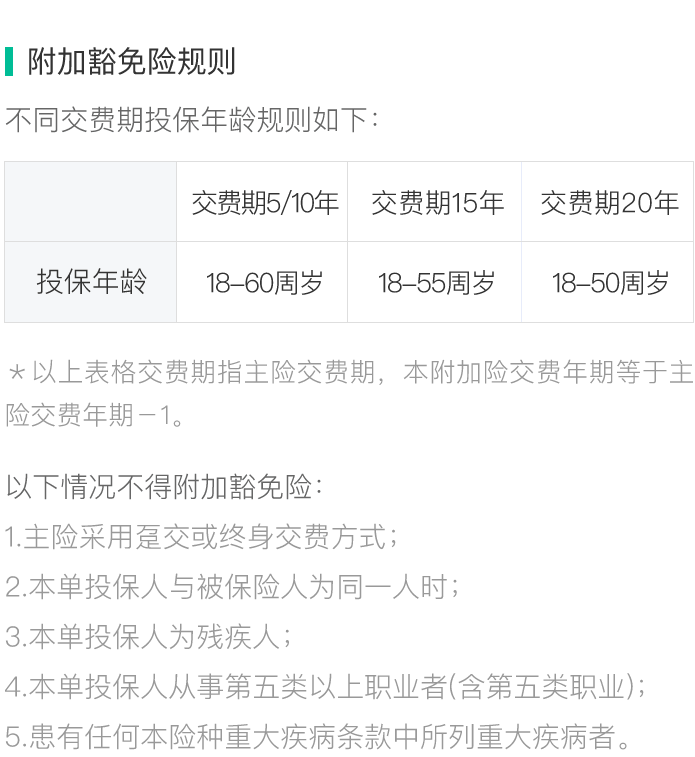 附加豁免险规则
不同交费期投保年龄规则如下：
交费期5/10年 交费期15年 交费期20年
投保年龄 18–60周岁 18–55周岁 18–50周岁
＊以上表格交费期指主险交费期，本附加险交费年期等于主
险交费年期－1。
以下情况不得附加豁免险：
1.主险采用趸交或终身交费方式；
2.本单投保人与被保险人为同一人时；
3.本单投保人为残疾人；
4.本单投保人从事第五类以上职业者(含第五类职业)；
5.患有任何本险种重大疾病条款中所列重大疾病者。